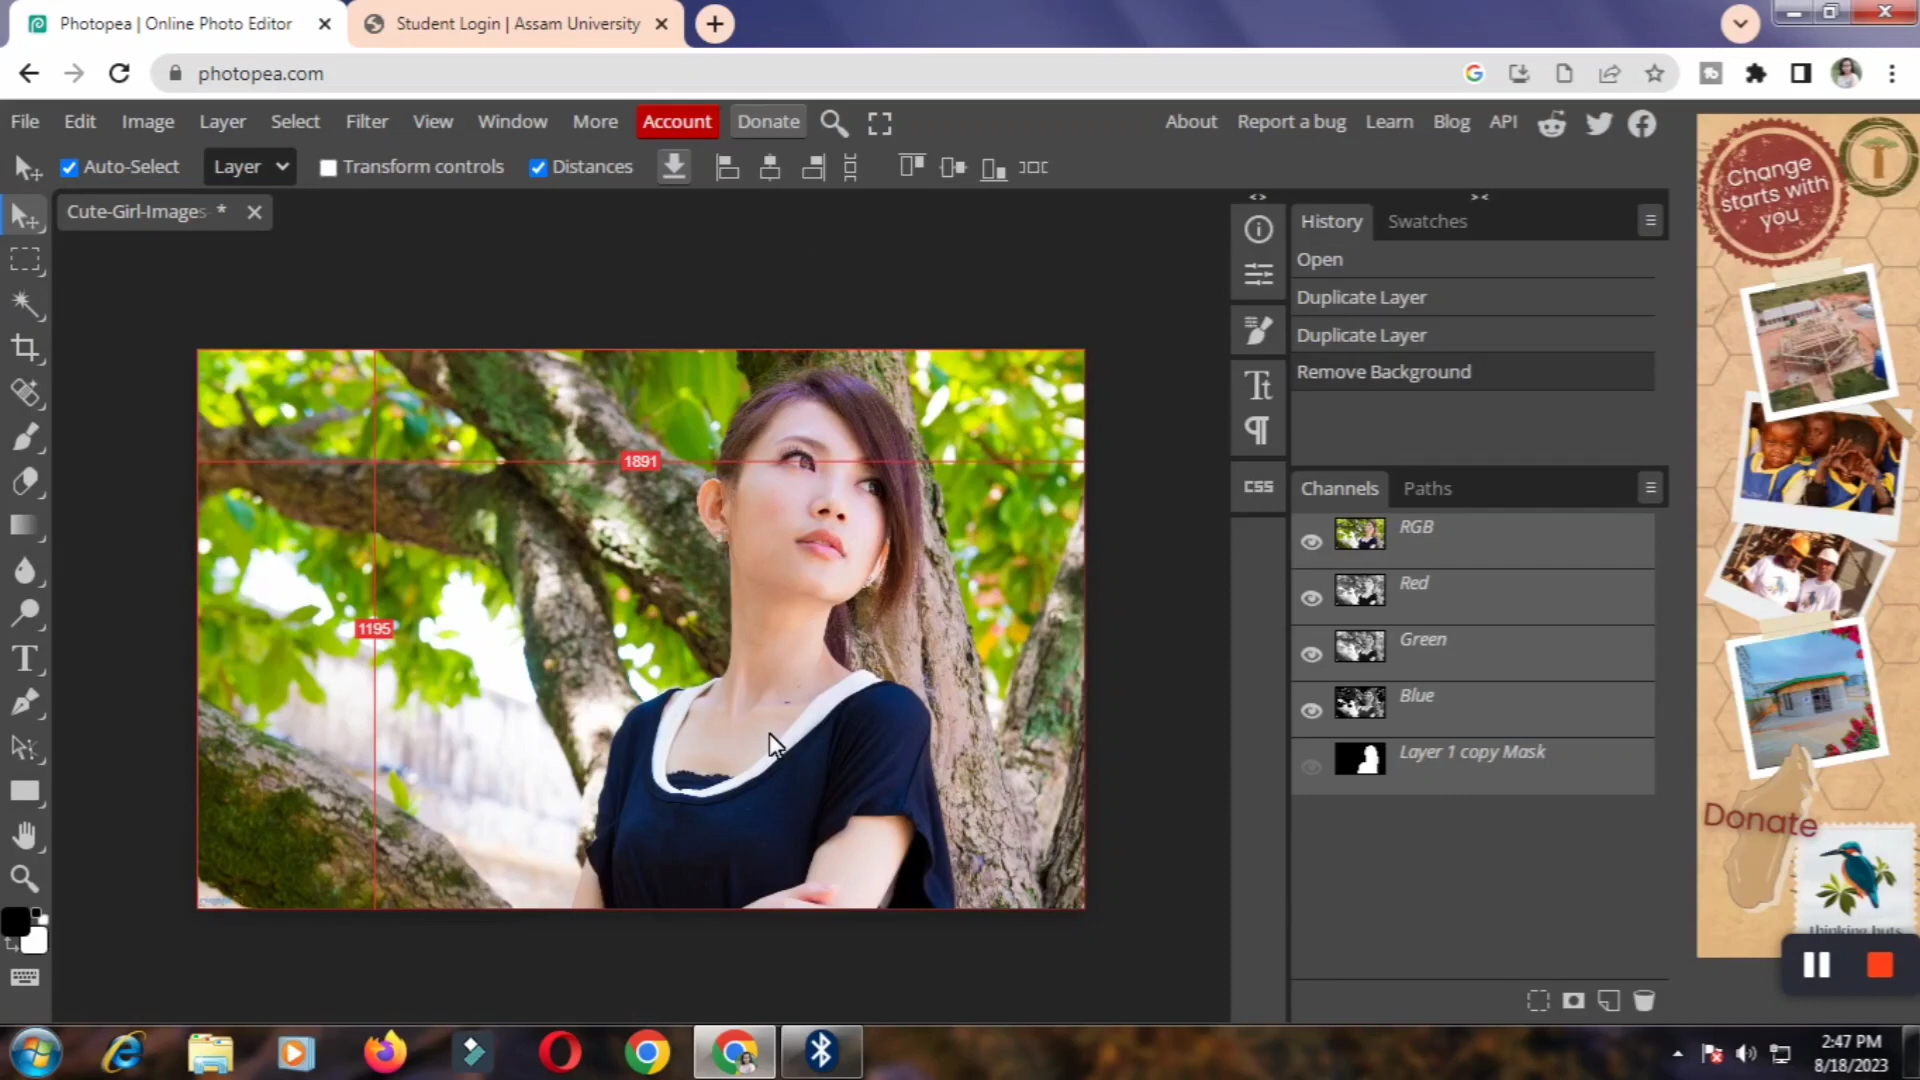 Photopea | Online Photo Editor
Student Login | Assam University
photopea.com
File Edit Image Layer Select Filter View Window More Account Donate
About Report a bug Learn Blog API
Auto-Select Layer Transform controls Distances
Cute-Girl-Images *
History Swatches
Open
Duplicate Layer
Duplicate Layer
Remove Background
CSS
Channels Paths
RGB
Red
Green
Blue
Layer 1 copy Mask
1891
1195
Change
starts with
you
Donate
2:47 PM
8/18/2023